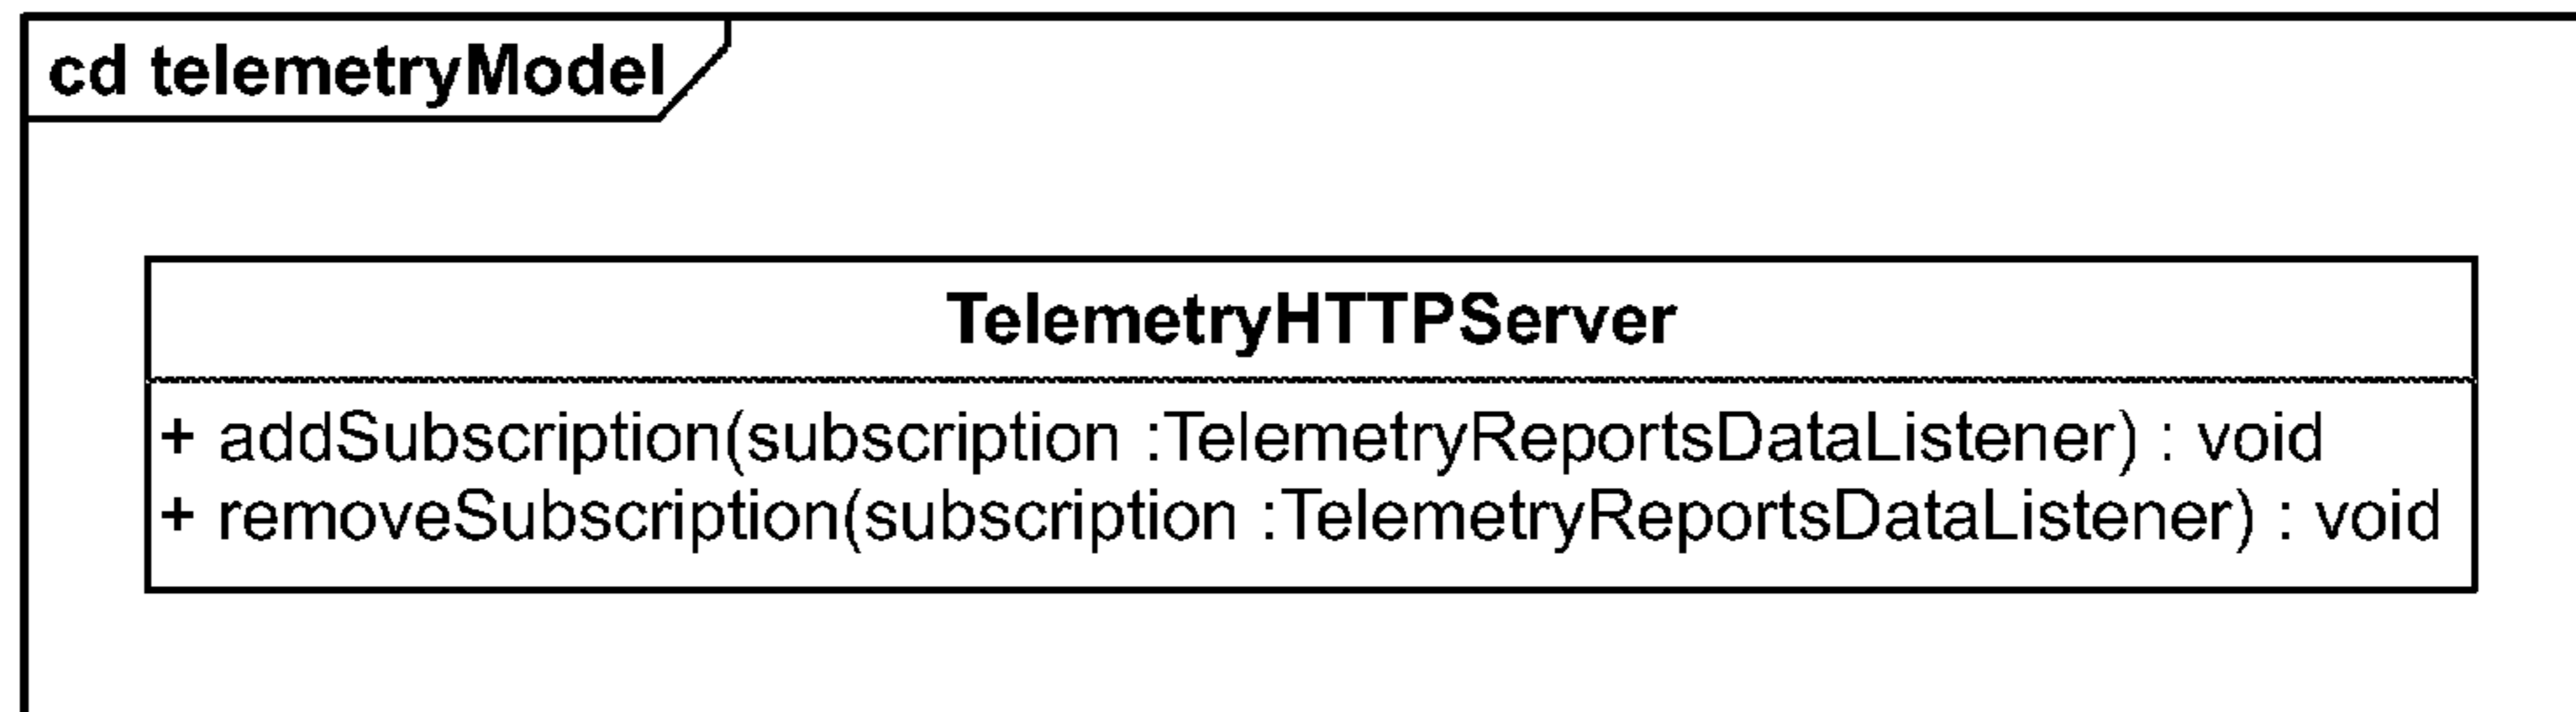 cd telemetryModel
TelemetryHTTPServer
+ addSubscription(subscription :TelemetryReportsDataListener) : void
+ removeSubscription(subscription :TelemetryReportsDataListener) : void